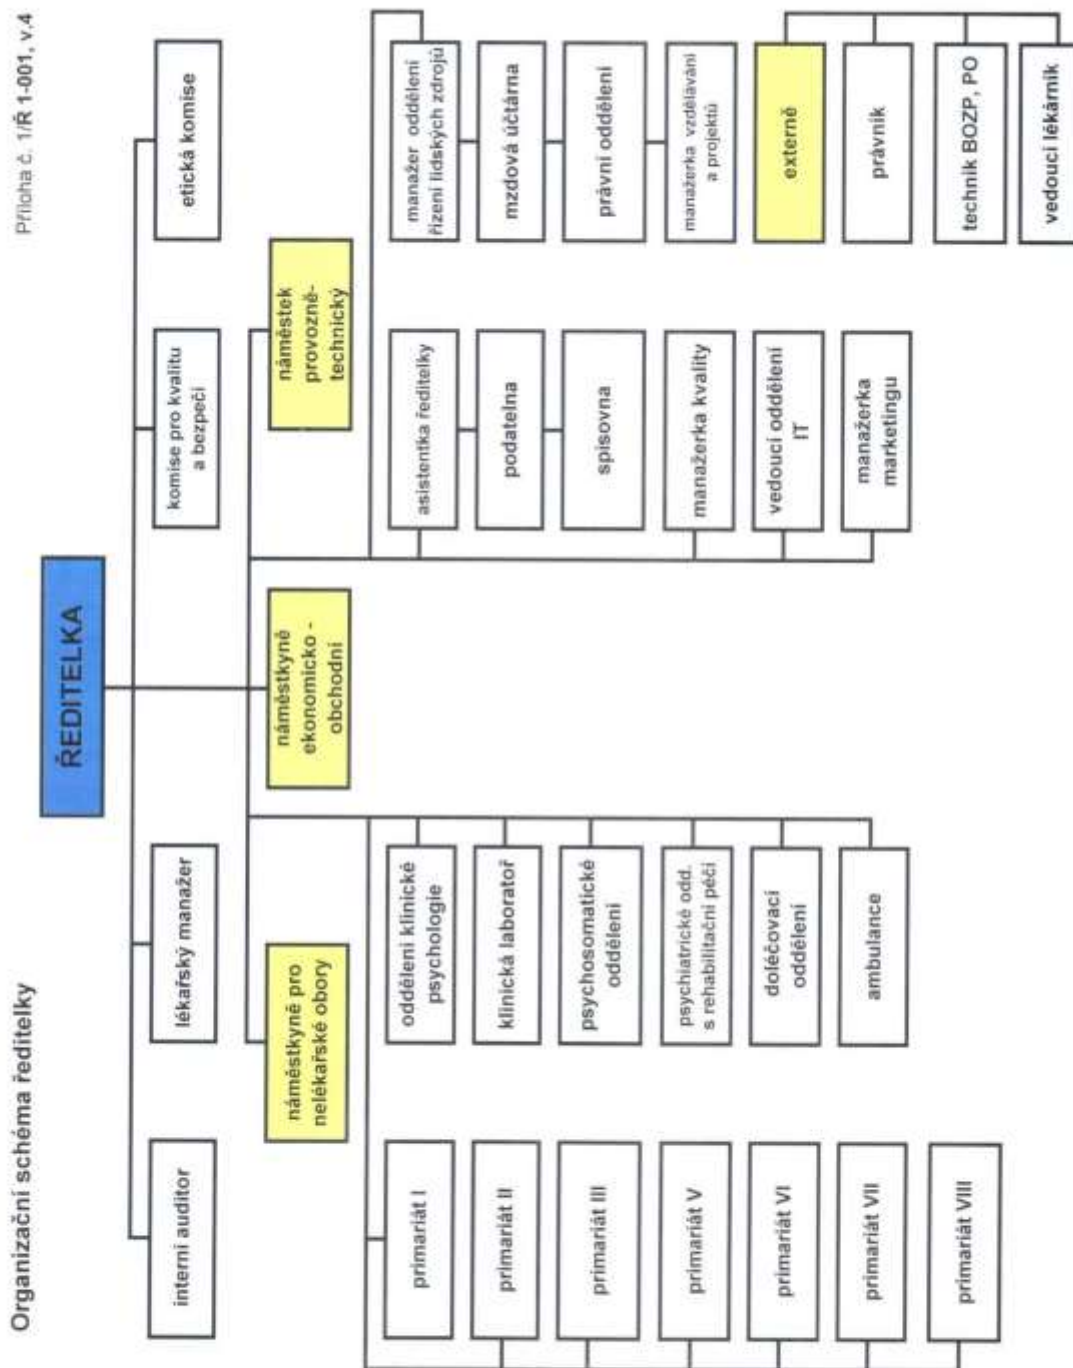 Organizační schéma ředitelky
Příloha č. 1/Ř 1-001, v.4
ŘEDITELKA
interní auditor
lékařský manažer
komise pro kvalitu
a bezpečí
etická komise
náměstkyně pro
nelékařské obory
náměstkyně
ekonomicko -
obchodní
náměstek
provozně-
technický
primariát I
primariát II
primariát III
primariát V
primariát VI
primariát VII
primariát VIII
oddělení klinické
psychologie
klinická laboratoř
psychosomatické
oddělení
psychiatrické odd.
s rehabilitační péčí
doléčovací
oddělení
ambulance
asistentka ředitelky
podatelna
spisovna
manažerka kvality
vedoucí oddělení
IT
manažerka
marketingu
manažer oddělení
řízení lidských zdrojů
mzdová účtárna
právní oddělení
manažerka vzdělávání
a projektů
externě
právník
technik BOZP, PO
vedoucí lékárník